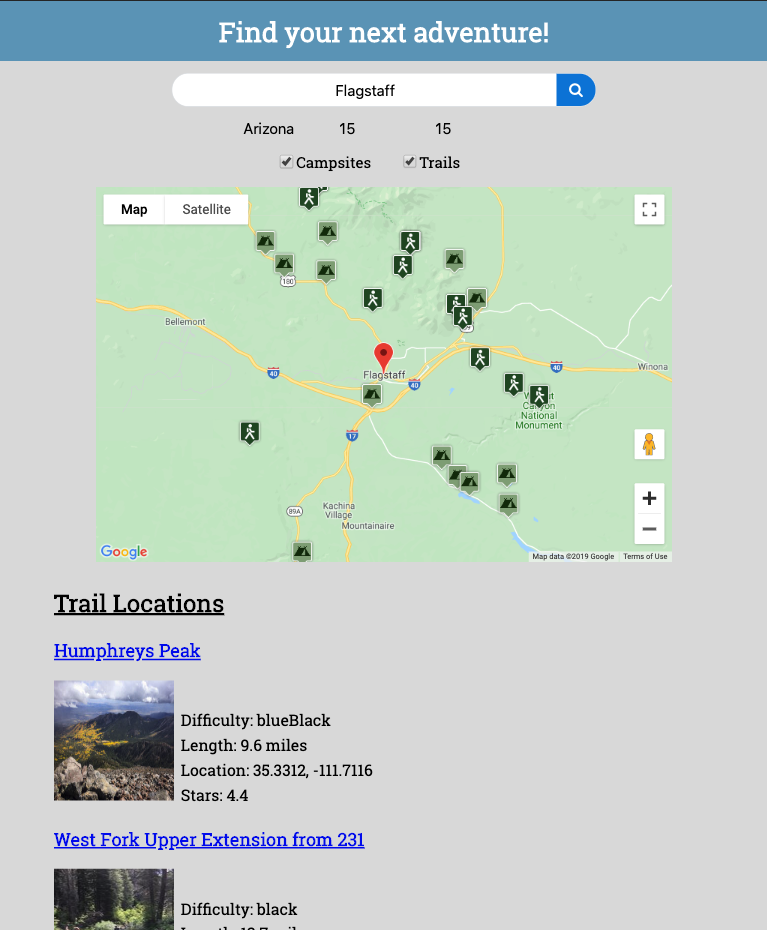 Find your next adventure!
Flagstaff
Arizona 15 15
Campsites Trails
Map Satellite
180
Bellemont
40
Flagstaff
40
40
Winona
Canyon
National
Monument
17
89A
Kachina
Village
Mountainaire
Google
Map data ©2019 Google Terms of Use
Trail Locations
Humphreys Peak
Difficulty: blueBlack
Length: 9.6 miles
Location: 35.3312, -111.7116
Stars: 4.4
West Fork Upper Extension from 231
Difficulty: black